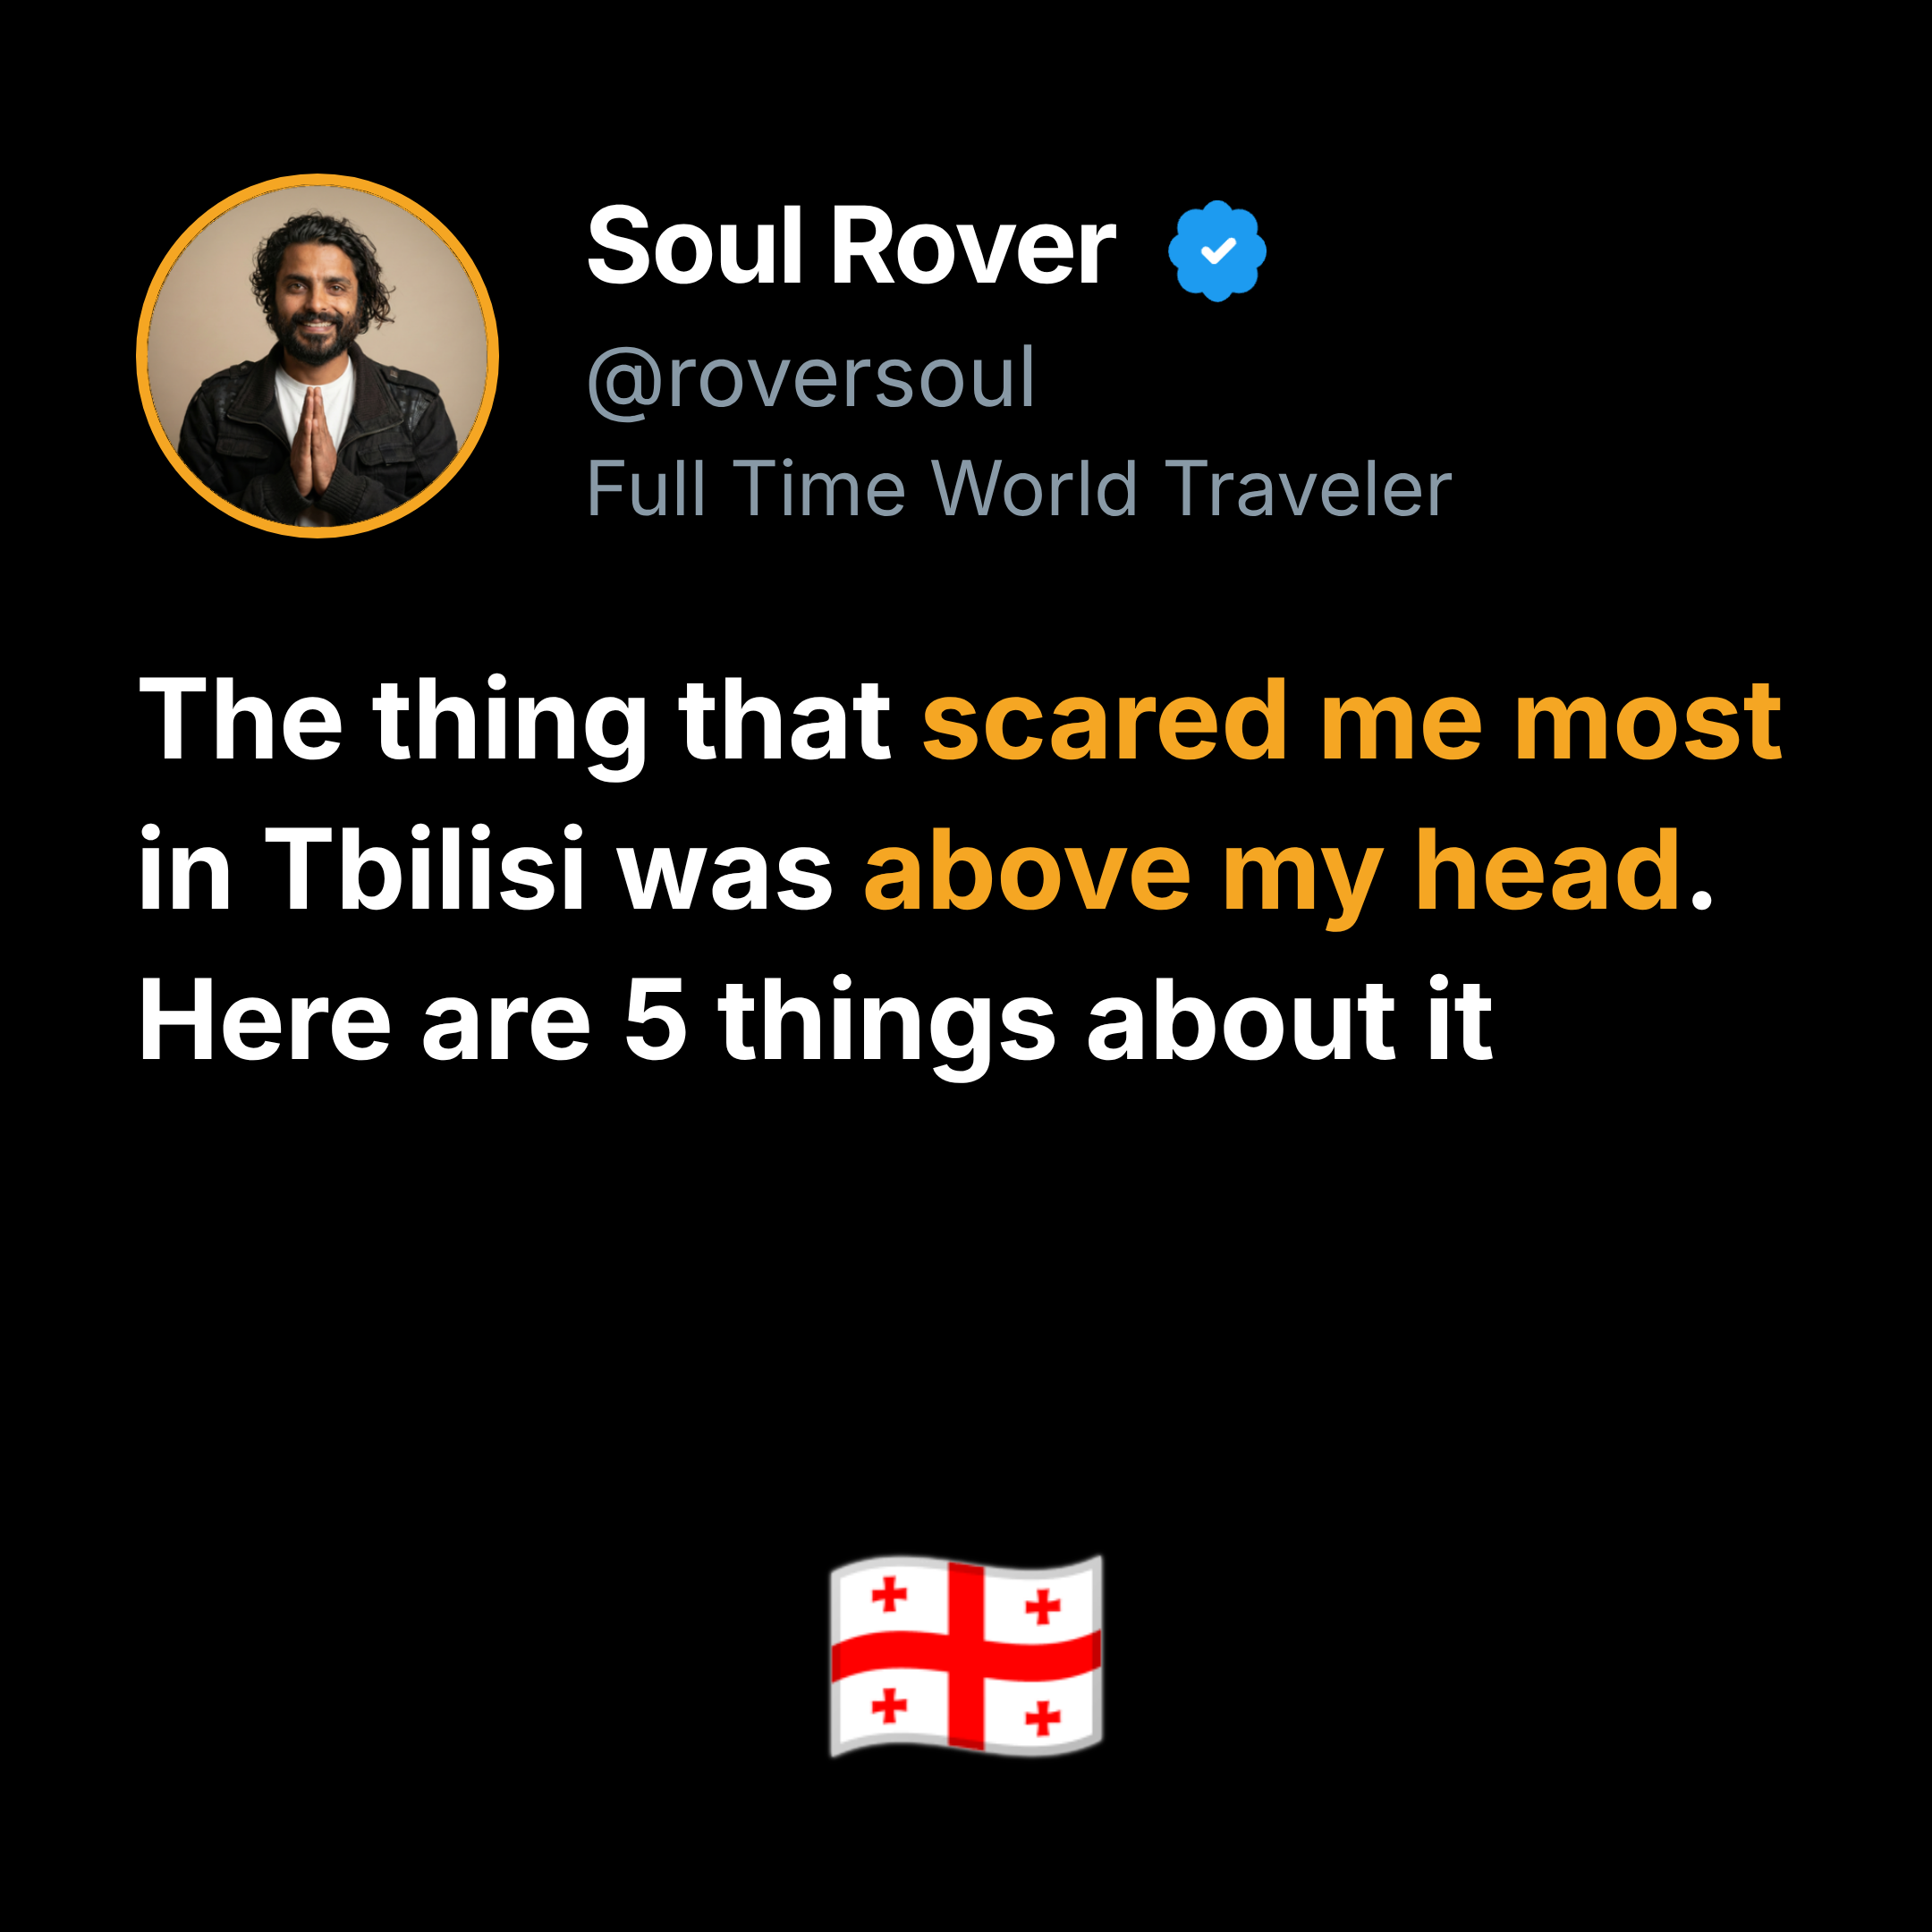 Soul Rover
@roversoul
Full Time World Traveler
The thing that scared me most
in Tbilisi was above my head.
Here are 5 things about it